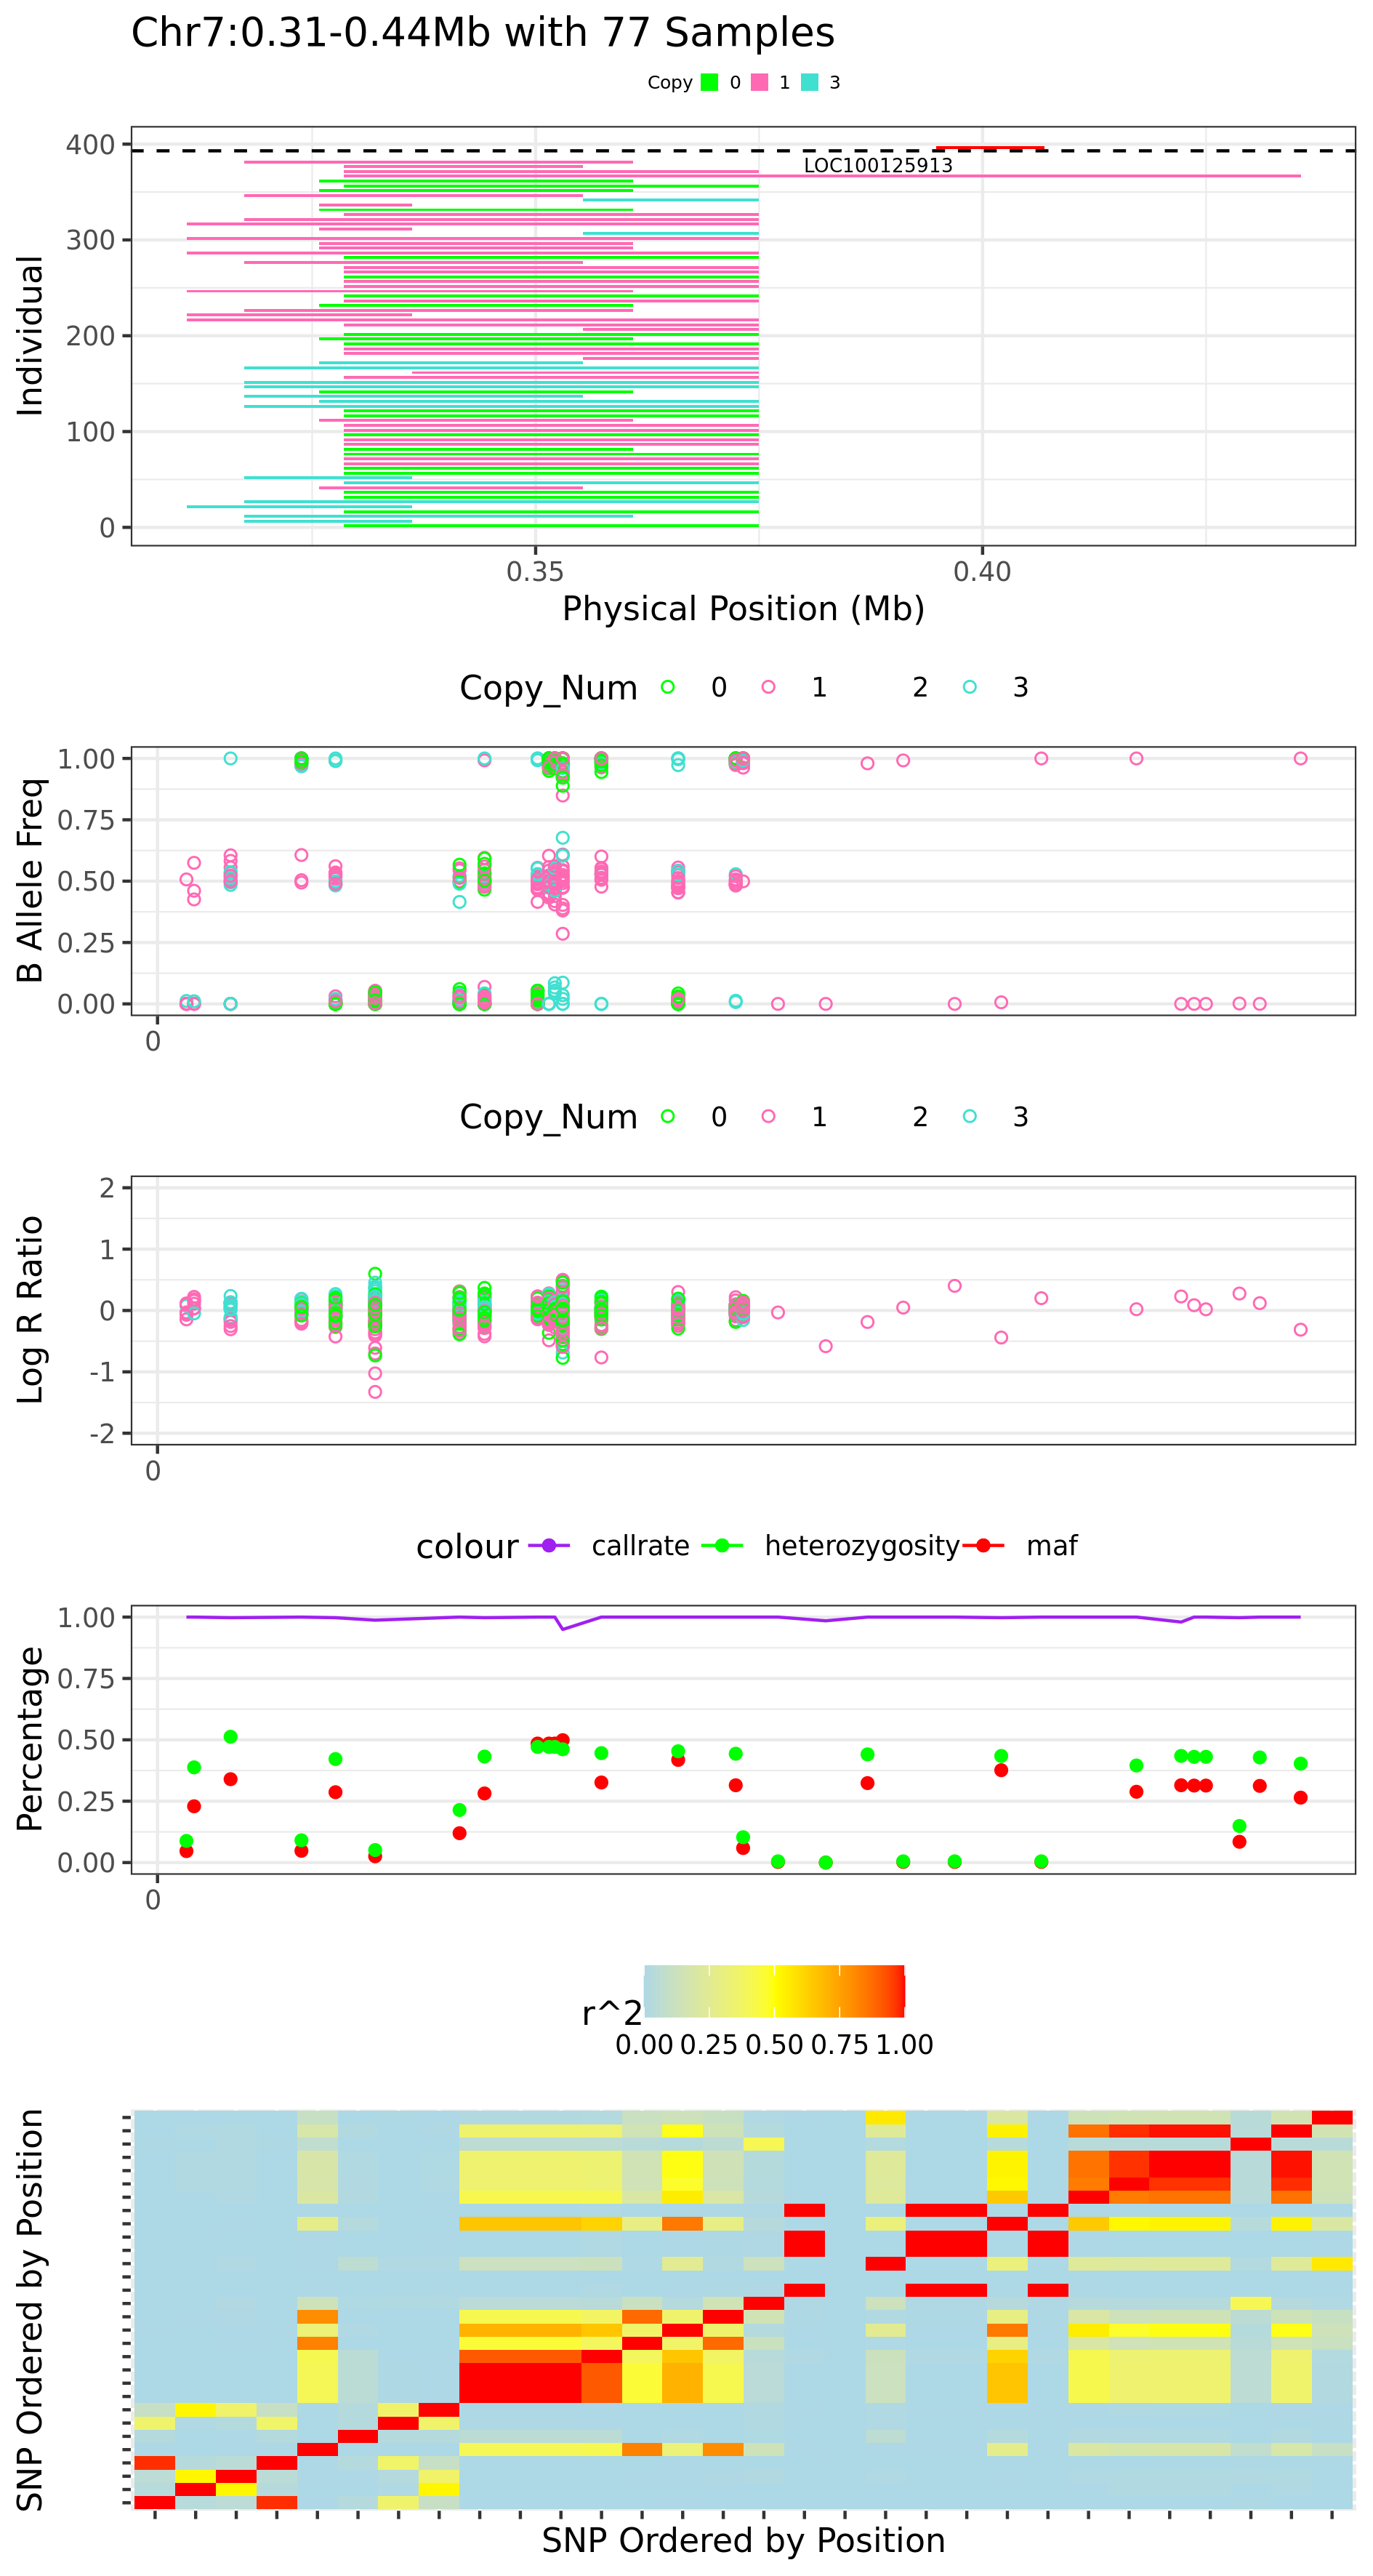 Chr7:0.31-0.44Mb with 77 Samples
Copy 0 1 3
400
300
200
100
0
Individual
LOC100125913
0.35 0.40
Physical Position (Mb)
Copy_Num 0 1 2 3
1.00
0.75
0.50
0.25
0.00
B Allele Freq
0
Copy_Num 0 1 2 3
2
1
0
-1
-2
Log R Ratio
0
colour callrate heterozygosity maf
1.00
0.75
0.50
0.25
0.00
Percentage
0
r^2
0.00 0.25 0.50 0.75 1.00
SNP Ordered by Position
SNP Ordered by Position